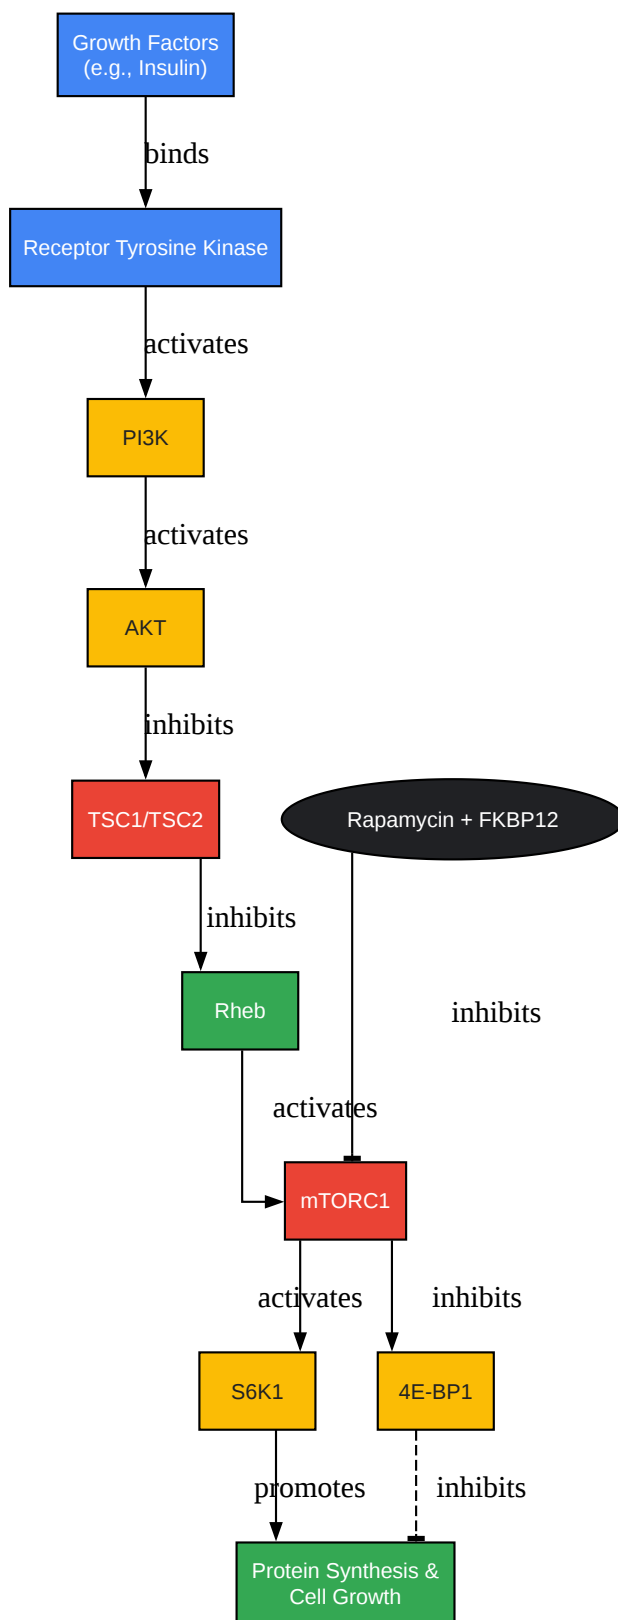 Growth Factors
(e.g., Insulin)
binds
Receptor Tyrosine Kinase
activates
PI3K
activates
AKT
inhibits
TSC1/TSC2
Rapamycin + FKBP12
inhibits
Rheb
inhibits
activates
mTORC1
activates
inhibits
S6K1
4E-BP1
promotes
inhibits
Protein Synthesis &
Cell Growth